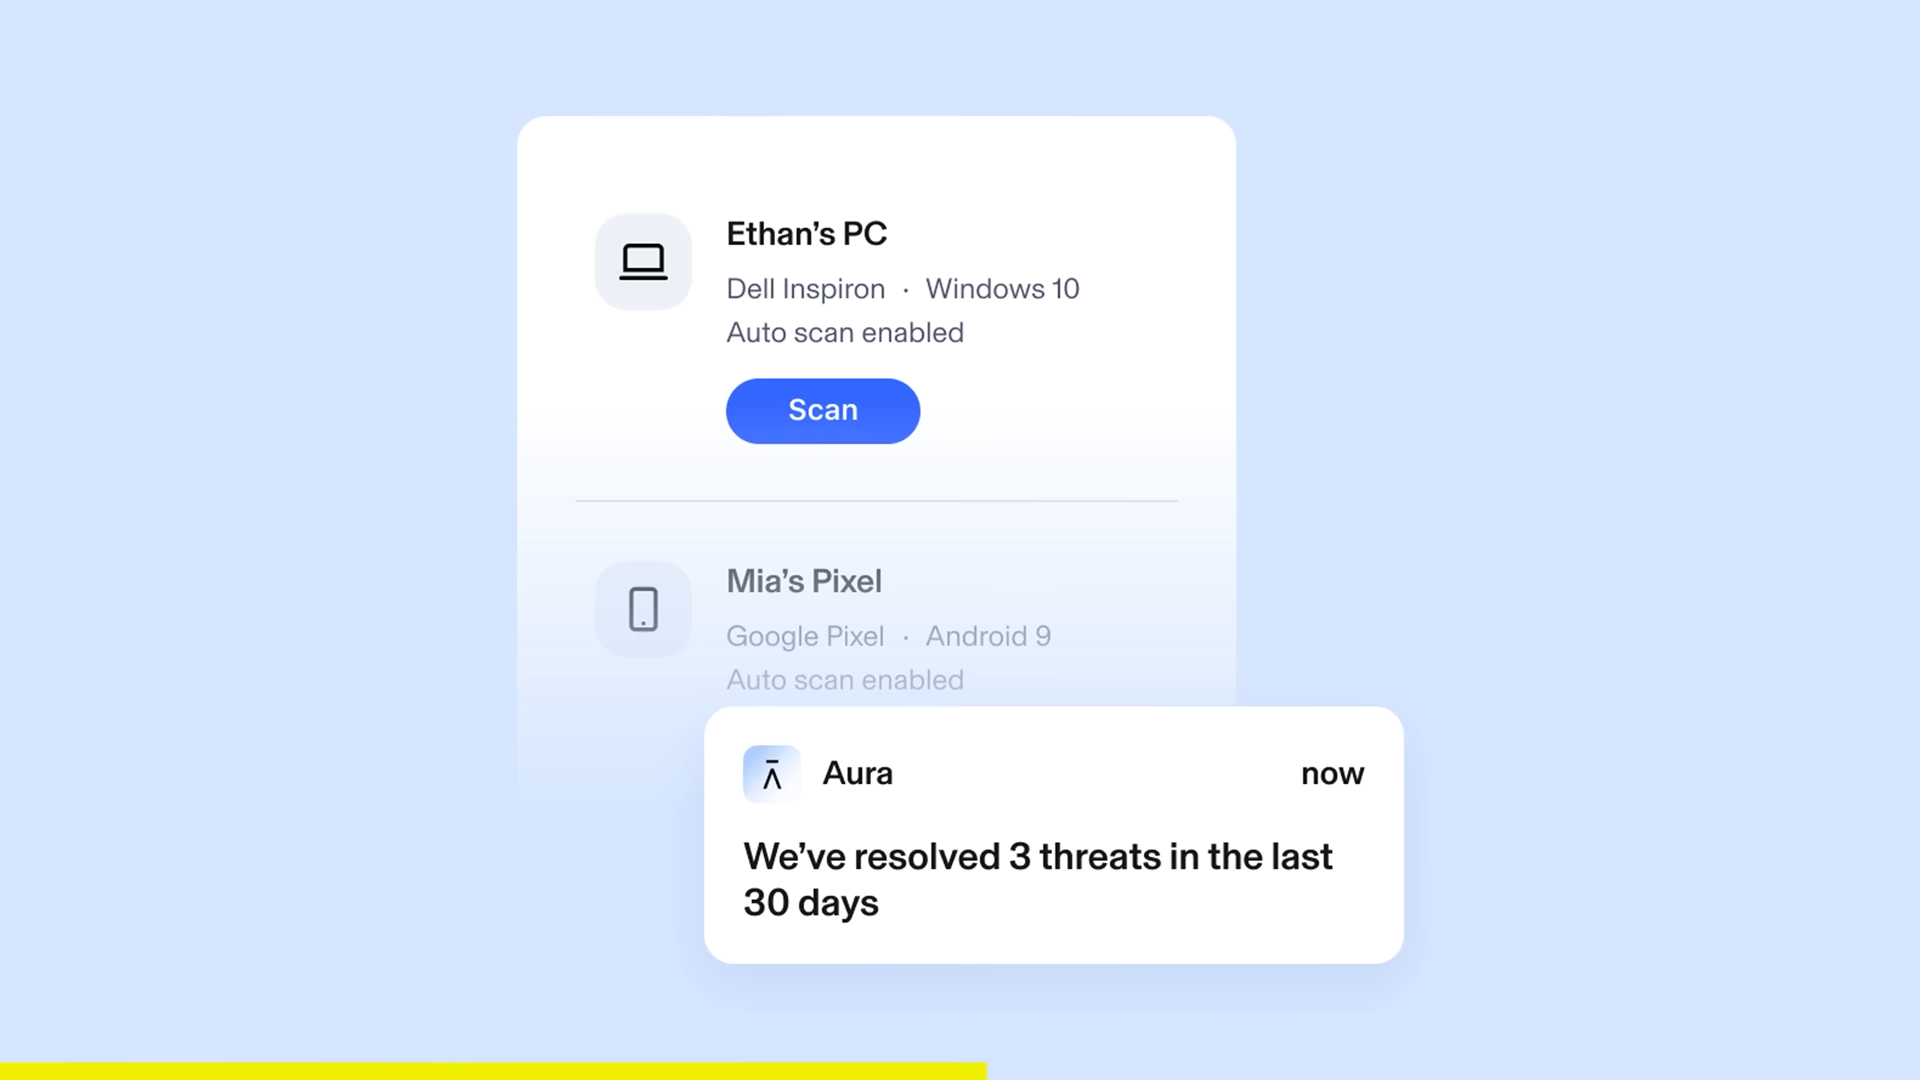 Ethan’s PC
Dell Inspiron · Windows 10
Auto scan enabled
Scan
Mia’s Pixel
Google Pixel · Android 9
Auto scan enabled
Aura now
We’ve resolved 3 threats in the last
30 days